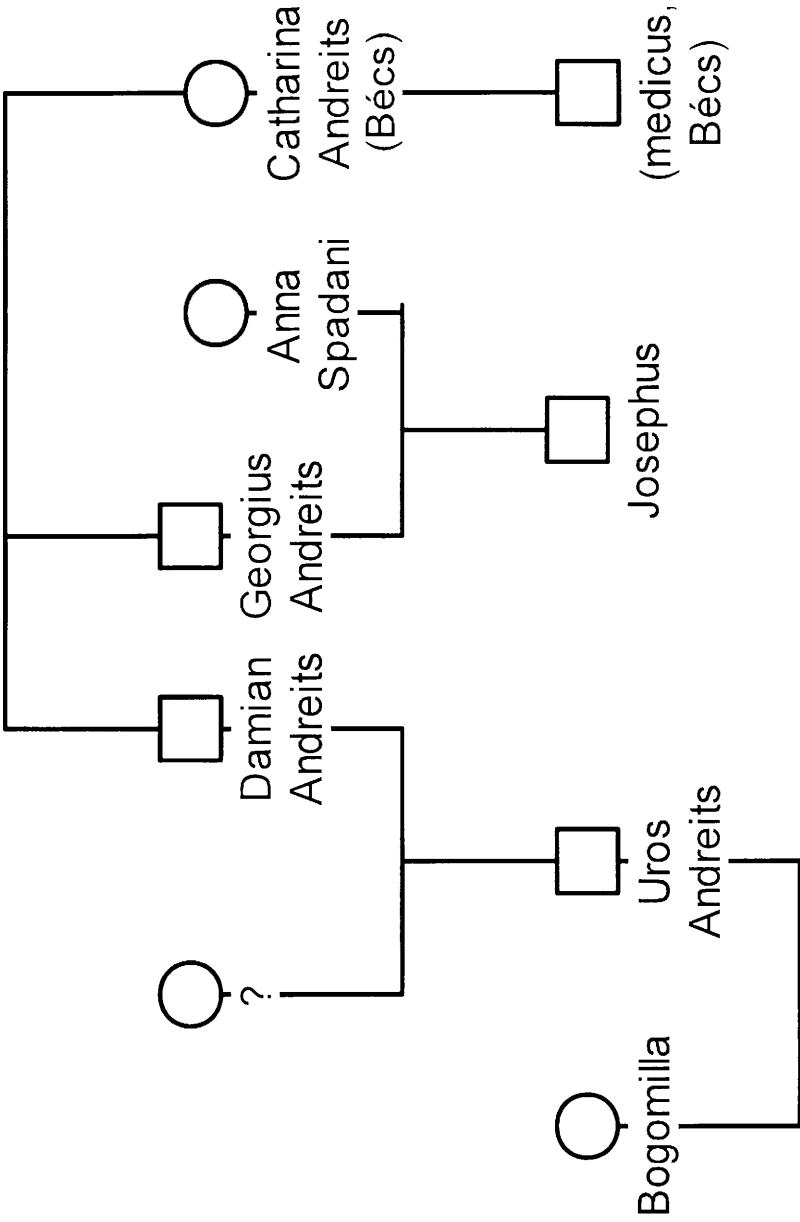 ?
Damian
Andreits
Georgius
Andreits
Anna
Spadani
Catharina
Andreits
(Bécs)
Bogomilla
Uros
Andreits
Josephus
(medicus,
Bécs)